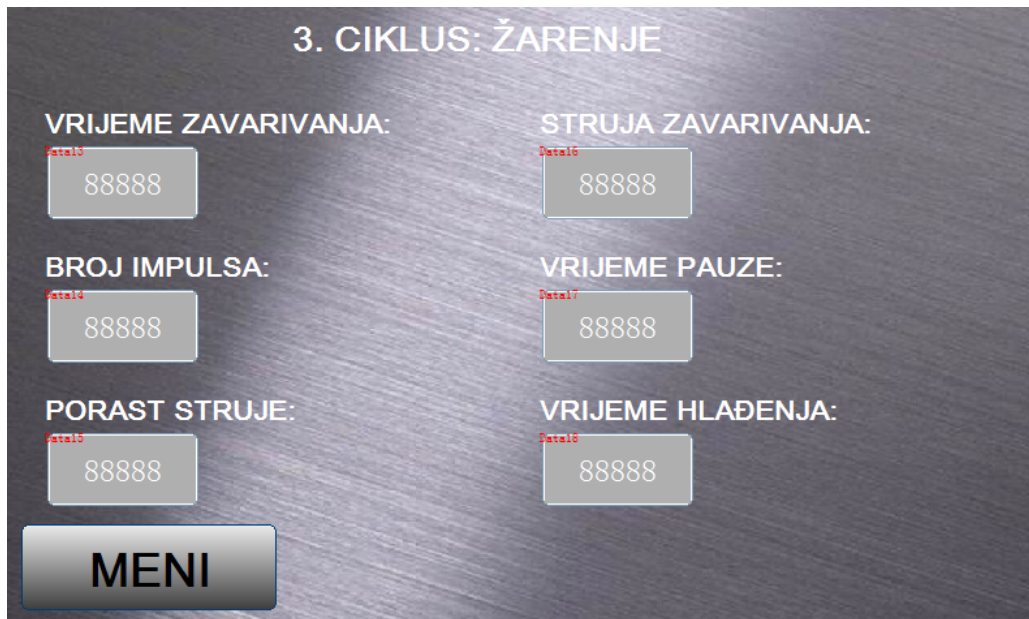 3. CIKLUS: ŽARENJE
VRIJEME ZAVARIVANJA:
STRUJA ZAVARIVANJA:
Data13
88888
Data16
88888
BROJ IMPULSA:
VRIJEME PAUZE:
Data14
88888
Data17
88888
PORAST STRUJE:
VRIJEME HLAĐENJA:
Data15
88888
Data18
88888
MENI